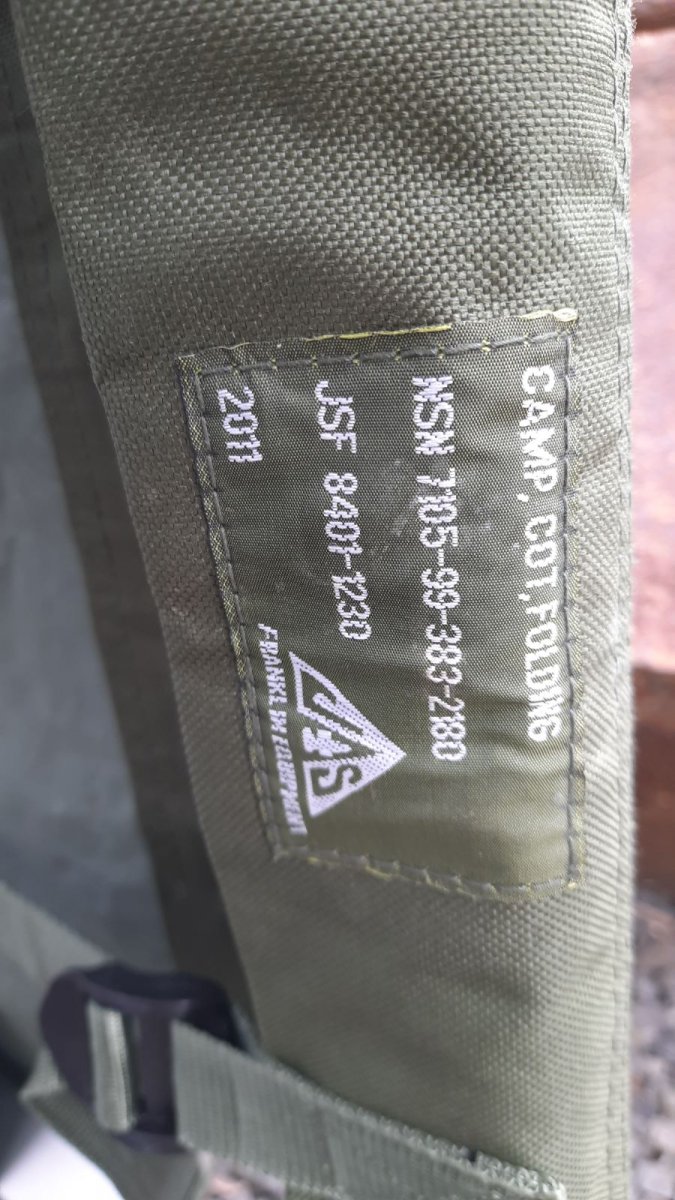 CAMP, COT,FOLDING
NSN 7105-99-383-2180
JSF 8401-1230
2011
J&S
FRANKLIN EQUIPMENT